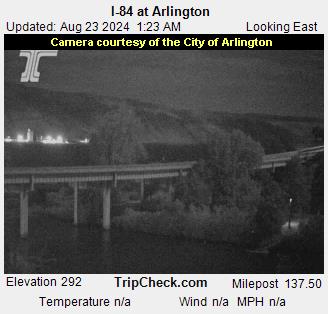 I-84 at Arlington
Updated: Aug 23 2024 1:23 AM Looking East
Camera courtesy of the City of Arlington
Elevation 292 TripCheck.com Milepost 137.50
Temperature n/a Wind n/a MPH n/a